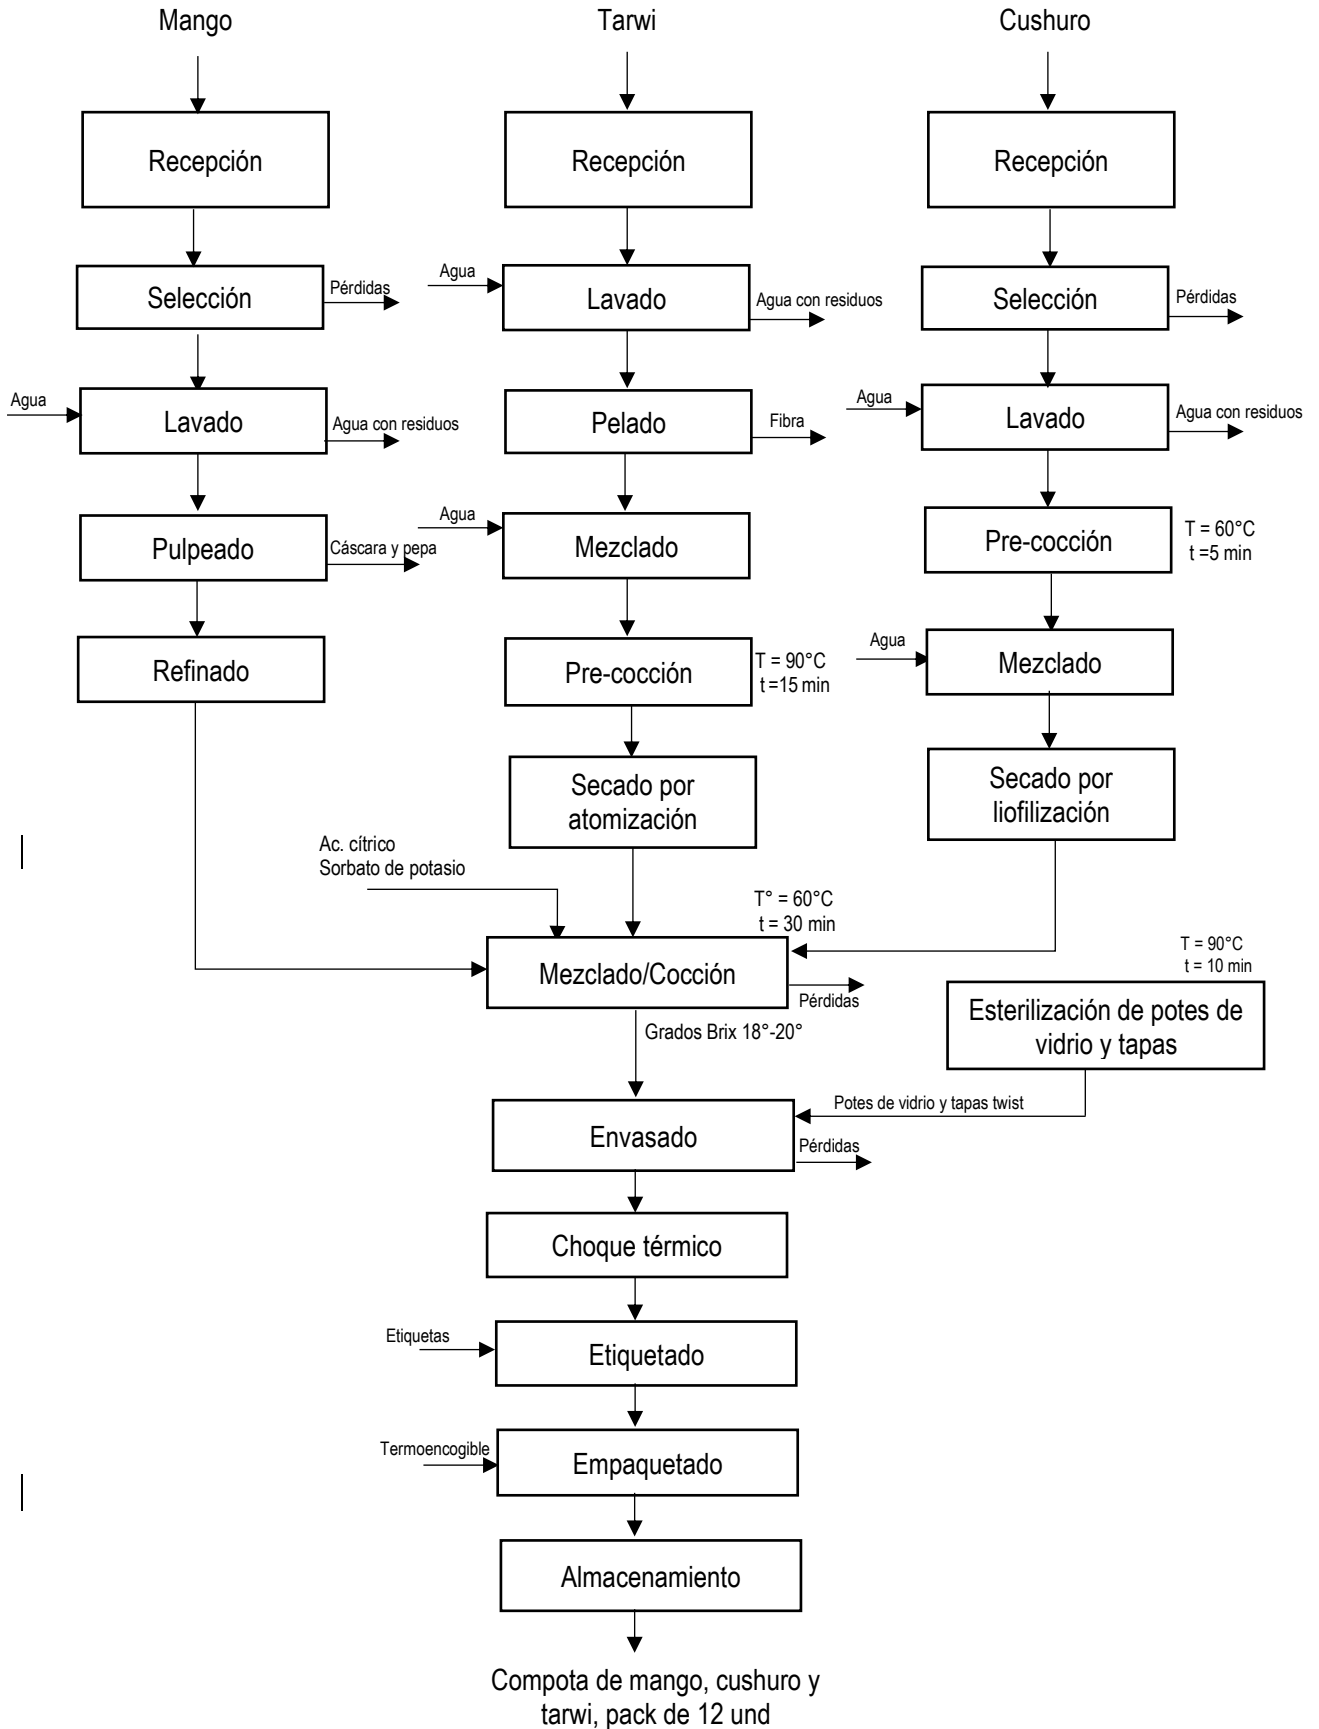 Mango
Tarwi
Cushuro
Recepción
Recepción
Recepción
Selección
Pérdidas
Agua
Lavado
Agua con residuos
Selección
Pérdidas
Agua
Lavado
Agua con residuos
Pelado
Fibra
Agua
Lavado
Agua con residuos
Pulpeado
Cáscara y pepa
Agua
Mezclado
Pre-cocción
T = 60°C
t =5 min
Refinado
Pre-cocción
T = 90°C
t =15 min
Agua
Mezclado
Secado por
atomización
Secado por
liofilización
Ac. cítrico
Sorbato de potasio
T° = 60°C
t = 30 min
Mezclado/Cocción
Pérdidas
T = 90°C
t = 10 min
Esterilización de potes de
vidrio y tapas
Grados Brix 18°-20°
Potes de vidrio y tapas twist
Envasado
Pérdidas
Choque térmico
Etiquetas
Etiquetado
Termoencogible
Empaquetado
Almacenamiento
Compota de mango, cushuro y
tarwi, pack de 12 und